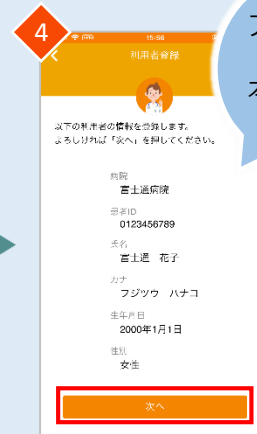 4
15:56
利用者登録
以下の利用者の情報を登録します。
よろしければ「次へ」を押してください。
病院
富士通病院
患者ID
0123456789
氏名
富士通 花子
カナ
フジツウ ハナコ
生年月日
2000年1月1日
性別
女性
次へ